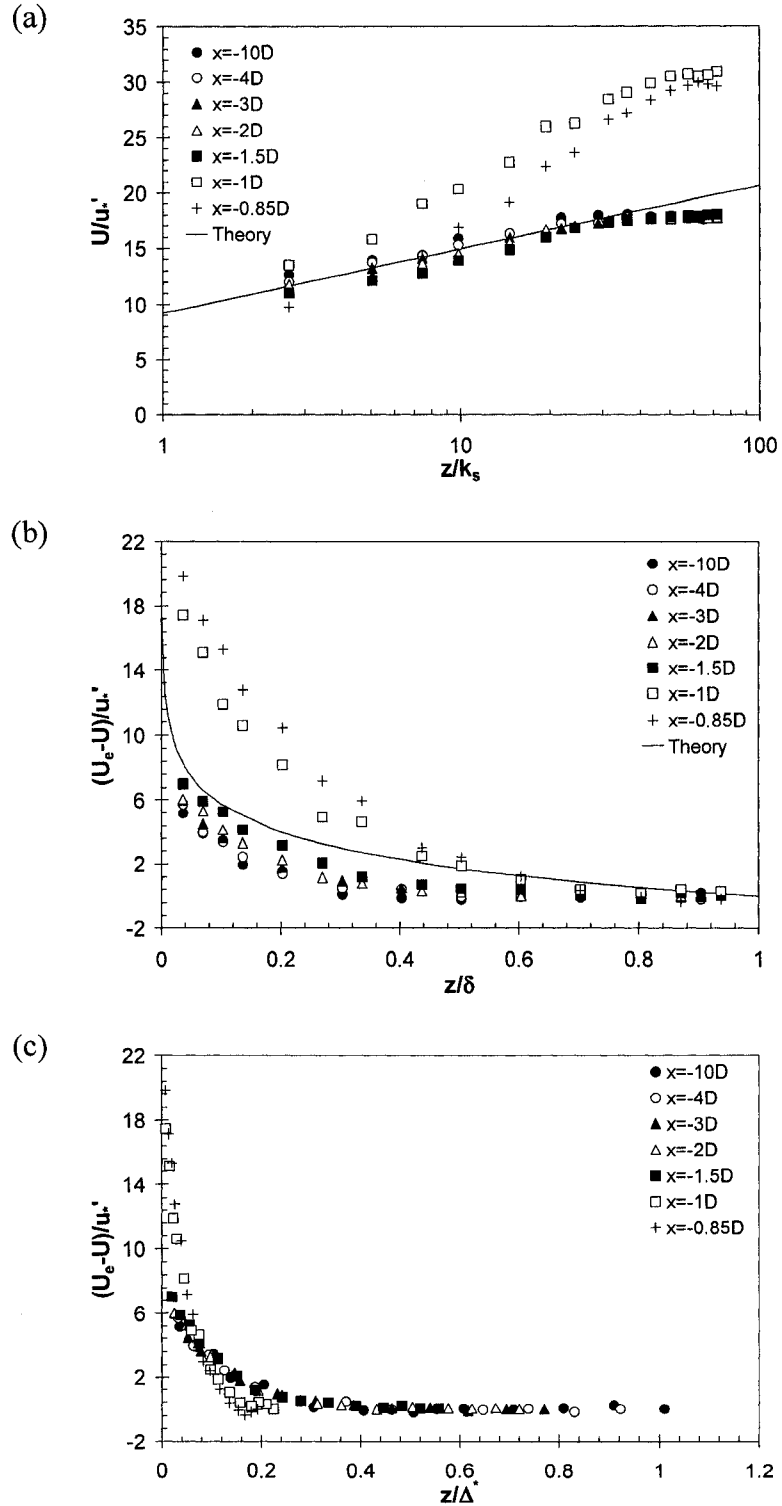 (a)
35
30
25
20
15
10
5
0
U/u*'
x=-10D
x=-4D
x=-3D
x=-2D
x=-1.5D
x=-1D
x=-0.85D
Theory
1 10 100
z/ks
(b)
22
18
14
10
6
2
-2
(Ue-U)/u*'
x=-10D
x=-4D
x=-3D
x=-2D
x=-1.5D
x=-1D
x=-0.85D
Theory
0 0.2 0.4 0.6 0.8 1
z/δ
(c)
22
18
14
10
6
2
-2
(Ue-U)/u*'
x=-10D
x=-4D
x=-3D
x=-2D
x=-1.5D
x=-1D
x=-0.85D
0 0.2 0.4 0.6 0.8 1 1.2
z/Δ*